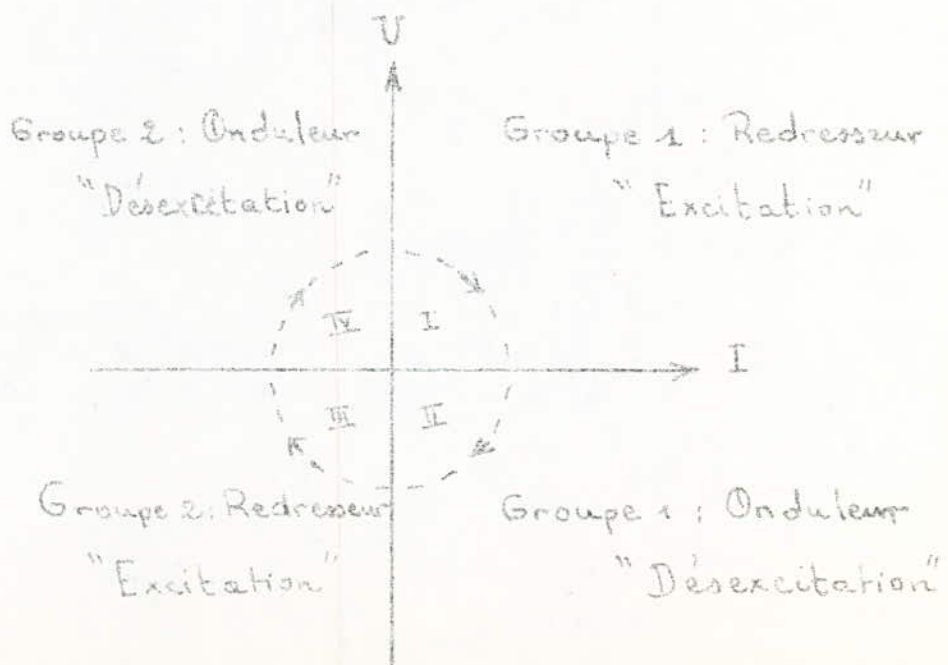 U
Groupe 2 : Onduleur
"Désexcitation"
Groupe 1 : Redresseur
"Excitation"
IV
I
I
III
II
Groupe 2 : Redresseur
"Excitation"
Groupe 1 : Onduleur
"Désexcitation"